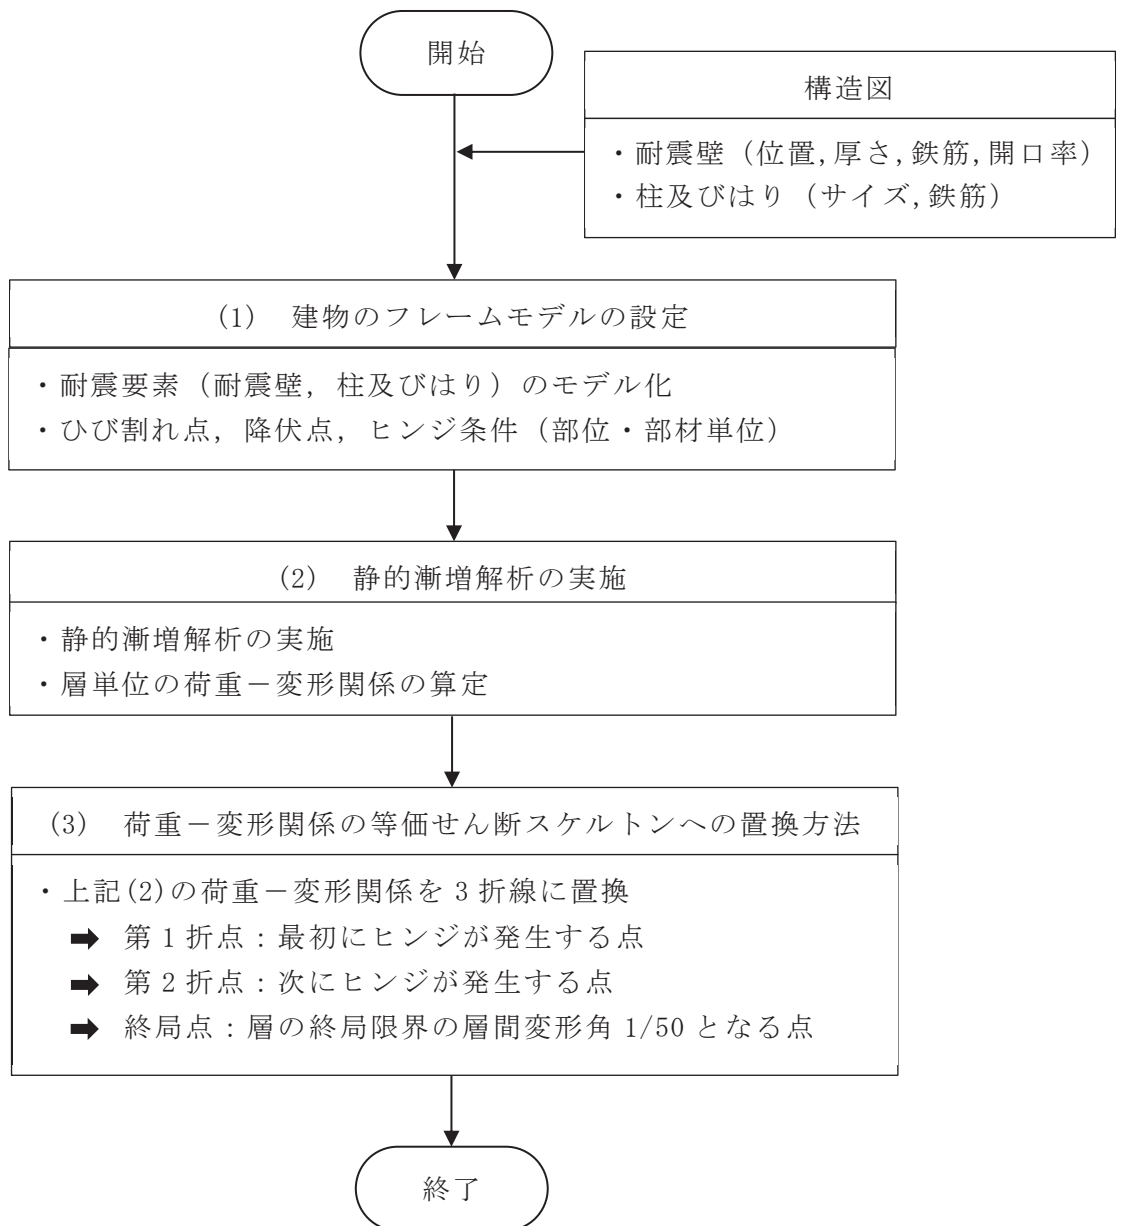 開始
構造図
・耐震壁（位置,厚さ,鉄筋,開口率）
・柱及びはり（サイズ,鉄筋）
(1) 建物のフレームモデルの設定
・耐震要素（耐震壁，柱及びはり）のモデル化
・ひび割れ点，降伏点，ヒンジ条件（部位・部材単位）
(2) 静的漸増解析の実施
・静的漸増解析の実施
・層単位の荷重－変形関係の算定
(3) 荷重－変形関係の等価せん断スケルトンへの置換方法
・上記(2)の荷重－変形関係を3折線に置換
➡ 第1折点：最初にヒンジが発生する点
➡ 第2折点：次にヒンジが発生する点
➡ 終局点：層の終局限界の層間変形角1/50となる点
終了